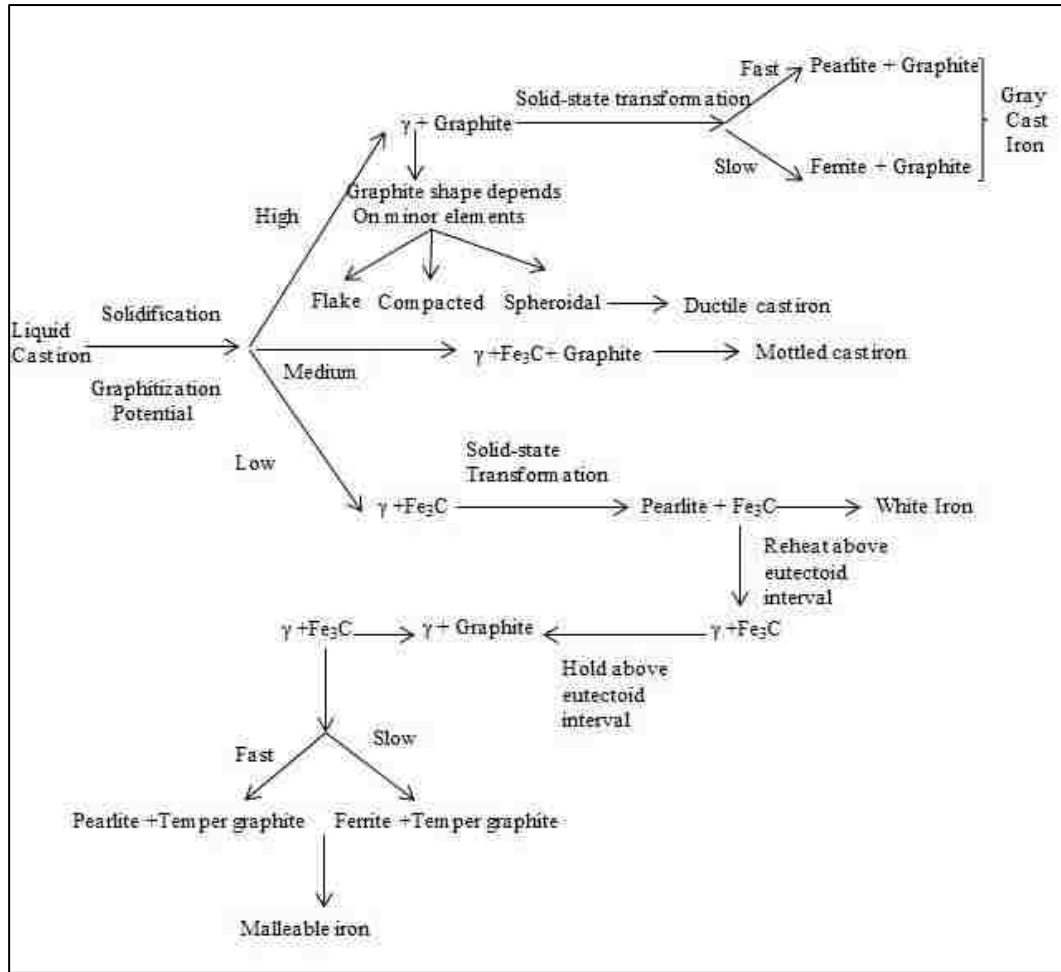 Fast
Pearlite + Graphite
Gray
Cast
Iron
Solid-state transformation
γ + Graphite
Slow
Ferrite + Graphite
Graphite shape depends
On minor elements
High
Flake Compacted Spheroidal
Ductile cast iron
Solidification
Liquid
Cast iron
γ +Fe₃C+ Graphite
Mottled cast iron
Medium
Graphitization
Potential
Low
Solid-state
Transformation
γ +Fe₃C
Pearlite + Fe₃C
White Iron
Reheat above
eutectoid
interval
γ +Fe₃C
γ + Graphite
γ +Fe₃C
Hold above
eutectoid
interval
Fast
Slow
Pearlite +Temper graphite
Ferrite +Temper graphite
Malleable iron